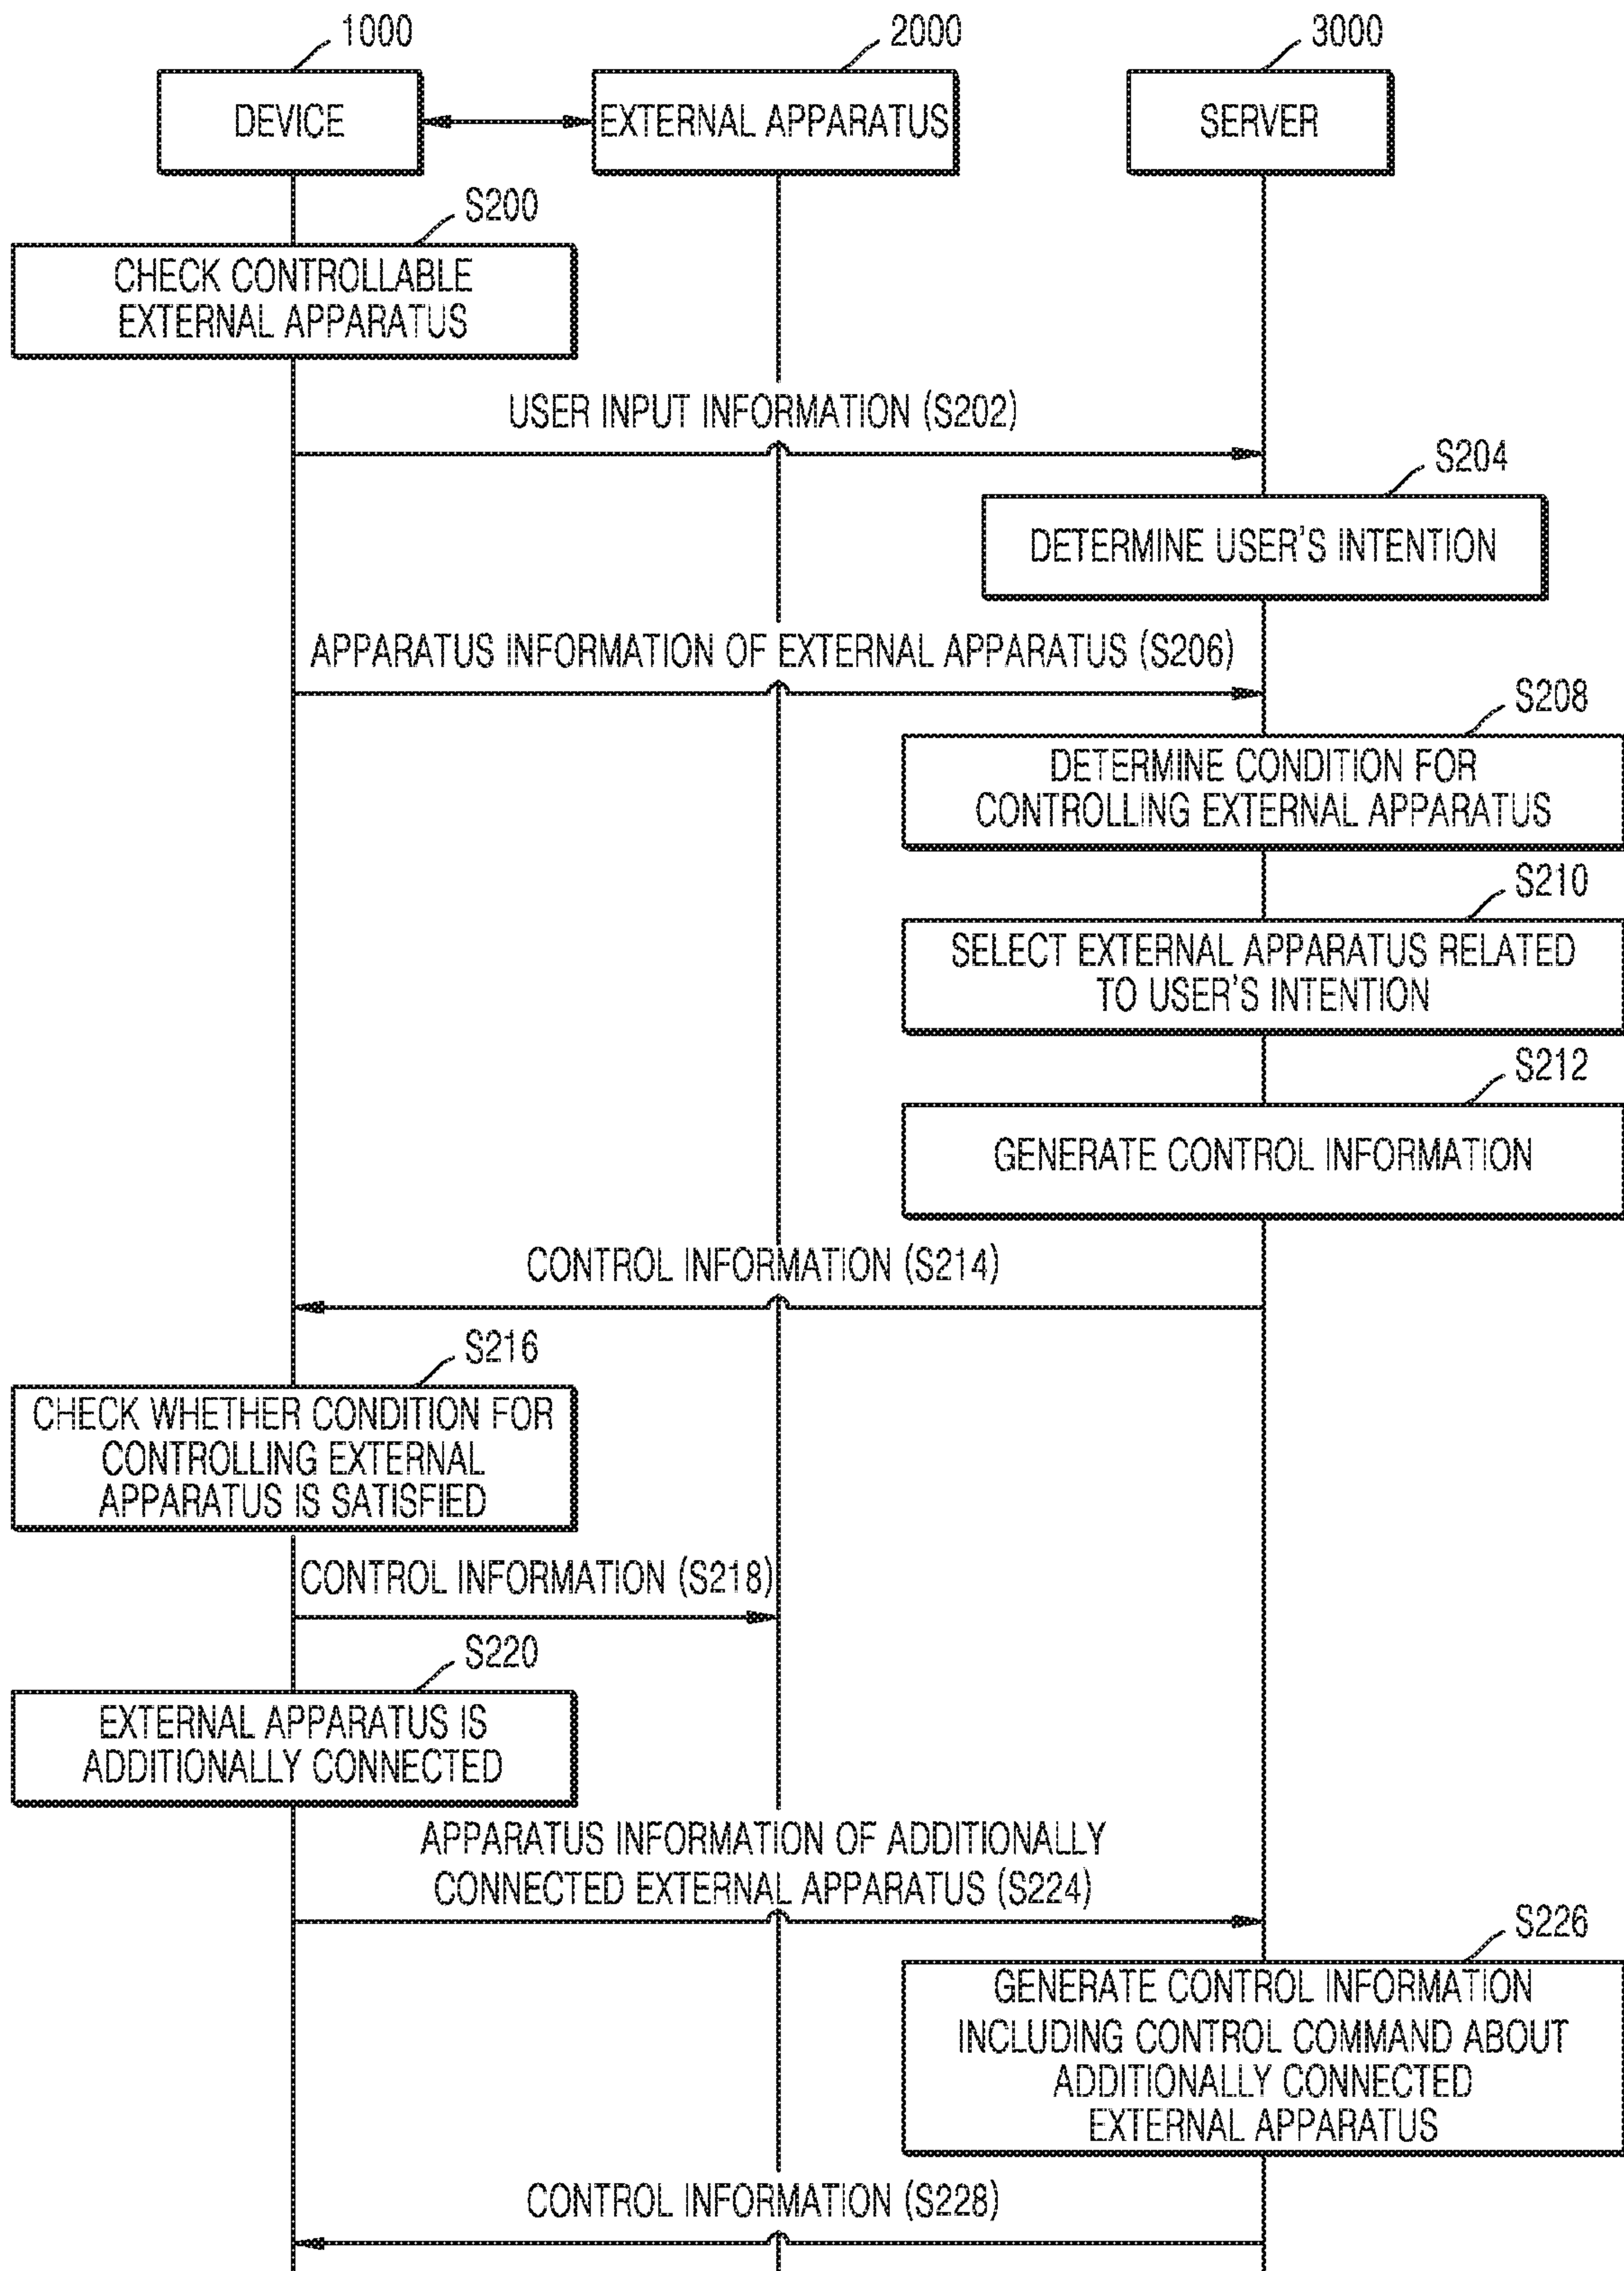 1000
2000
3000
DEVICE
EXTERNAL APPARATUS
SERVER
S200
CHECK CONTROLLABLE
EXTERNAL APPARATUS
USER INPUT INFORMATION (S202)
S204
DETERMINE USER'S INTENTION
APPARATUS INFORMATION OF EXTERNAL APPARATUS (S206)
S208
DETERMINE CONDITION FOR
CONTROLLING EXTERNAL APPARATUS
S210
SELECT EXTERNAL APPARATUS RELATED
TO USER'S INTENTION
S212
GENERATE CONTROL INFORMATION
CONTROL INFORMATION (S214)
S216
CHECK WHETHER CONDITION FOR
CONTROLLING EXTERNAL
APPARATUS IS SATISFIED
CONTROL INFORMATION (S218)
S220
EXTERNAL APPARATUS IS
ADDITIONALLY CONNECTED
APPARATUS INFORMATION OF ADDITIONALLY
CONNECTED EXTERNAL APPARATUS (S224)
S226
GENERATE CONTROL INFORMATION
INCLUDING CONTROL COMMAND ABOUT
ADDITIONALLY CONNECTED
EXTERNAL APPARATUS
CONTROL INFORMATION (S228)